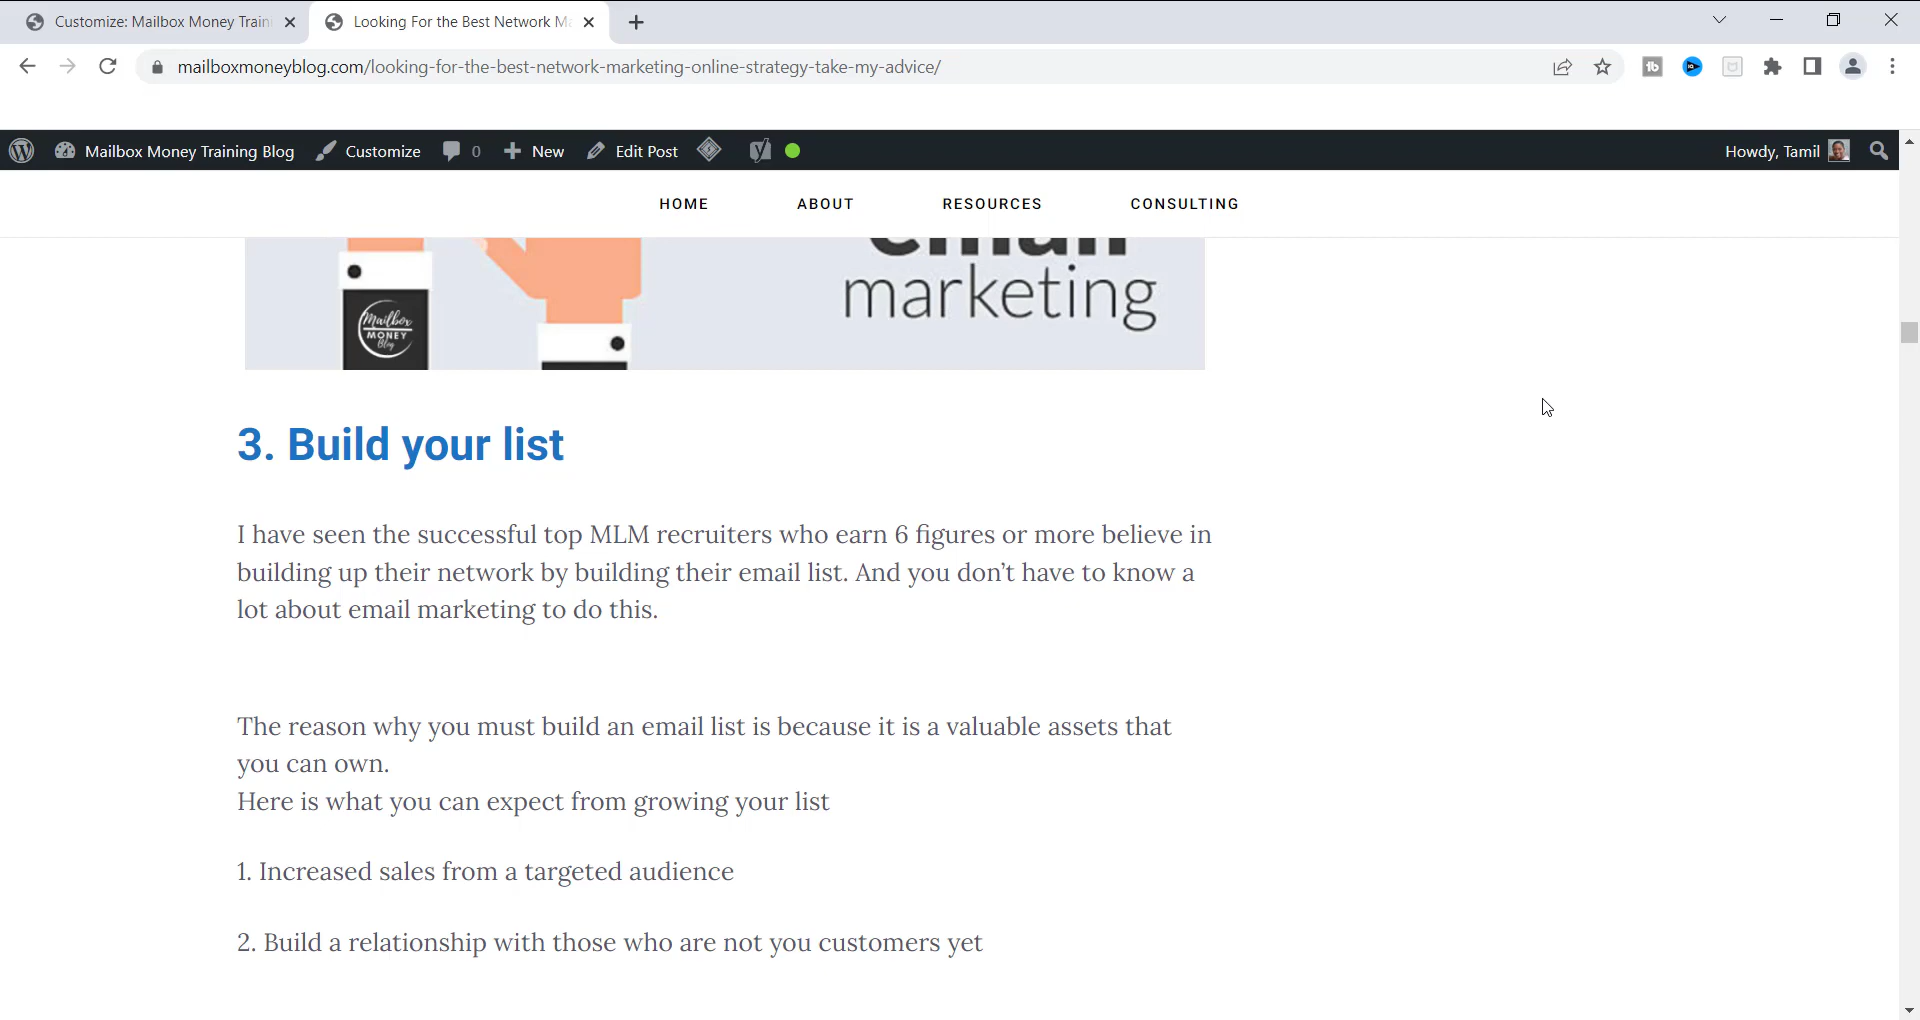 Customize: Mailbox Money Traini
Looking For the Best Network Ma
mailboxmoneyblog.com/looking-for-the-best-network-marketing-online-strategy-take-my-advice/
Mailbox Money Training Blog
Customize
0
New
Edit Post
Howdy, Tamil
HOME
ABOUT
RESOURCES
CONSULTING
email
marketing
Mailbox
MONEY
Blog
3. Build your list
I have seen the successful top MLM recruiters who earn 6 figures or more believe in
building up their network by building their email list. And you don’t have to know a
lot about email marketing to do this.
The reason why you must build an email list is because it is a valuable assets that
you can own.
Here is what you can expect from growing your list
1. Increased sales from a targeted audience
2. Build a relationship with those who are not you customers yet